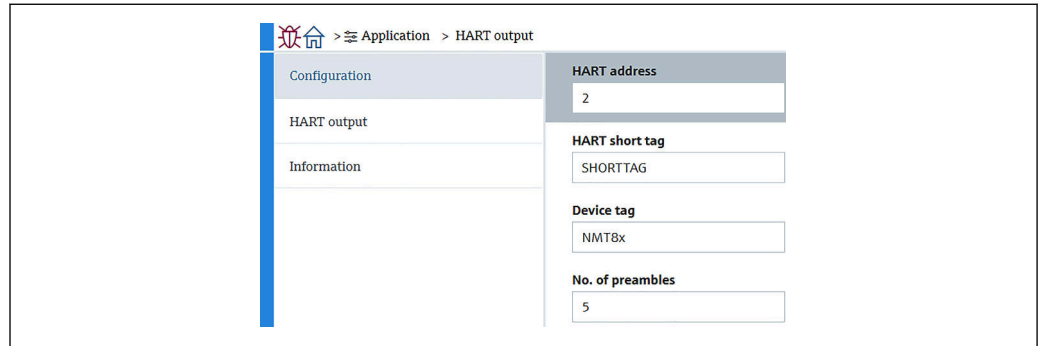 > Application > HART output
Configuration
HART output
Information
HART address
2
HART short tag
SHORTTAG
Device tag
NMT8x
No. of preambles
5